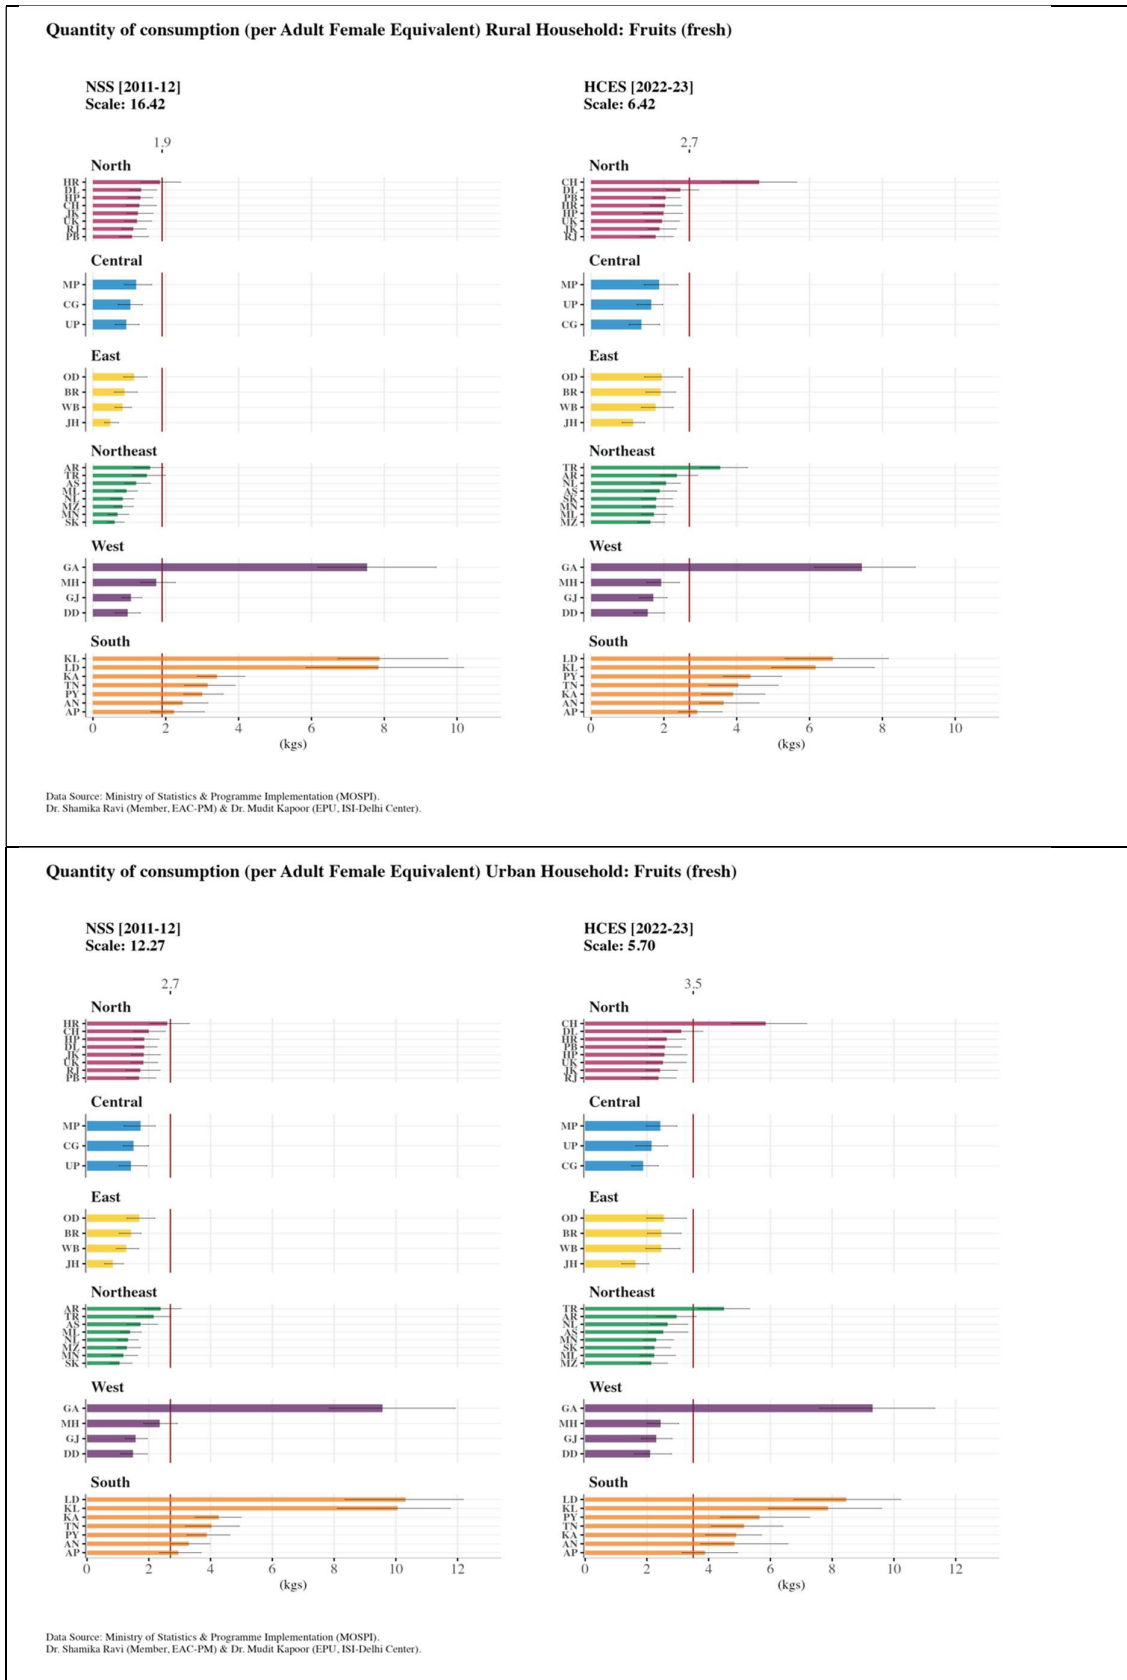 Quantity of consumption (per Adult Female Equivalent) Rural Household: Fruits (fresh)
NSS [2011-12]
Scale: 16.42
1.9
North
HR
DL
HP
CH
JK
UK
RJ
PB
Central
MP
CG
UP
East
OD
BR
WB
JH
Northeast
AR
TR
AS
ML
NL
MZ
MN
SK
West
GA
MH
GJ
DD
South
KL
LD
KA
TN
PY
AN
AP
0 2 4 6 8 10
(kgs)
HCES [2022-23]
Scale: 6.42
2.7
North
CH
DL
PB
HR
HP
UK
JK
RJ
Central
MP
UP
CG
East
OD
BR
WB
JH
Northeast
TR
AR
NL
AS
SK
MN
ML
MZ
West
GA
MH
GJ
DD
South
LD
KL
PY
TN
KA
AN
AP
0 2 4 6 8 10
(kgs)
Data Source: Ministry of Statistics & Programme Implementation (MOSPI).
Dr. Shamika Ravi (Member, EAC-PM) & Dr. Mudit Kapoor (EPU, ISI-Delhi Center).
Quantity of consumption (per Adult Female Equivalent) Urban Household: Fruits (fresh)
NSS [2011-12]
Scale: 12.27
2.7
North
HR
CH
HP
DL
JK
UK
RJ
PB
Central
MP
CG
UP
East
OD
BR
WB
JH
Northeast
AR
TR
AS
ML
NL
MZ
MN
SK
West
GA
MH
GJ
DD
South
LD
KL
KA
TN
PY
AN
AP
0 2 4 6 8 10 12
(kgs)
HCES [2022-23]
Scale: 5.70
3.5
North
CH
DL
HR
PB
HP
UK
JK
RJ
Central
MP
UP
CG
East
OD
BR
WB
JH
Northeast
TR
AR
NL
AS
MN
SK
ML
MZ
West
GA
MH
GJ
DD
South
LD
KL
PY
TN
KA
AN
AP
0 2 4 6 8 10 12
(kgs)
Data Source: Ministry of Statistics & Programme Implementation (MOSPI).
Dr. Shamika Ravi (Member, EAC-PM) & Dr. Mudit Kapoor (EPU, ISI-Delhi Center).